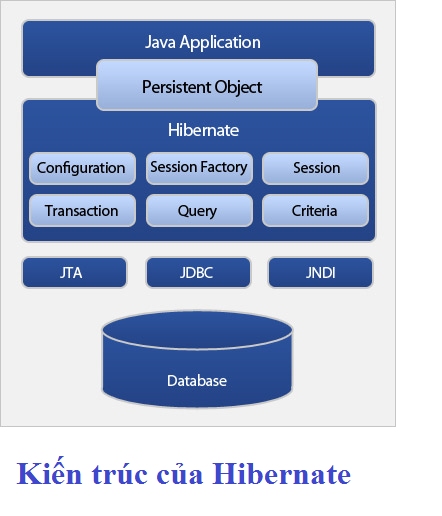 Java Application
Persistent Object
Hibernate
Configuration Session Factory Session
Transaction Query Criteria
JTA JDBC JNDI
Database
Kiến trúc của Hibernate